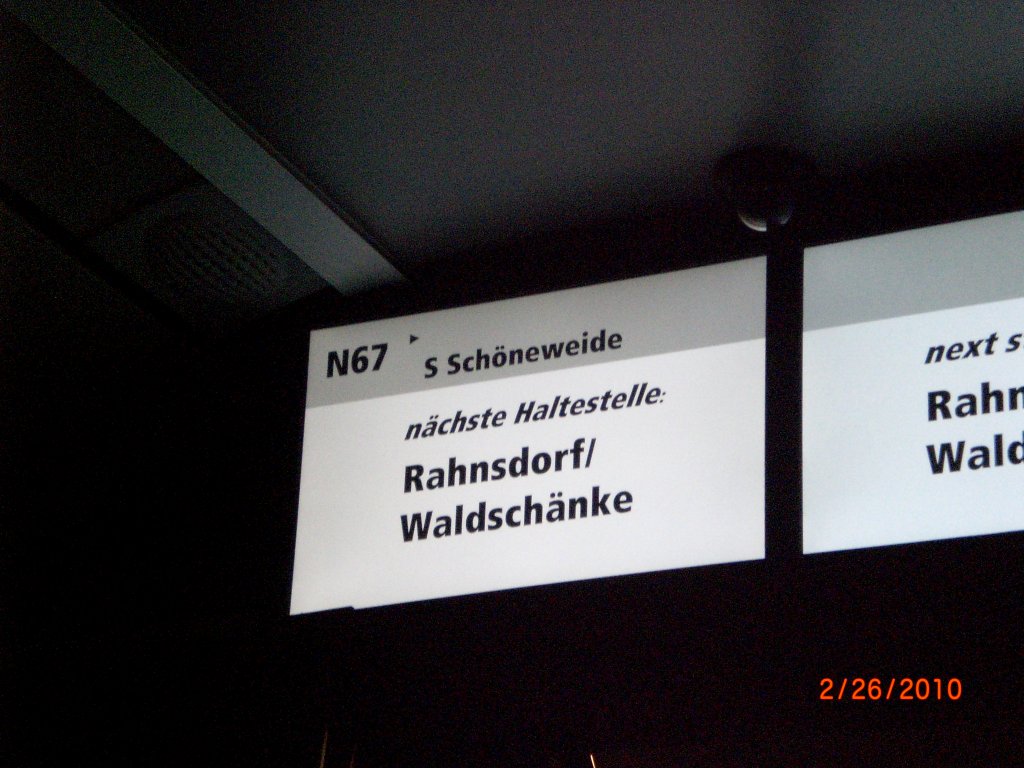 N67 ▸ S Schöneweide
nächste Haltestelle:
Rahnsdorf/
Waldschänke
next s
Rahn
Wald
2/26/2010